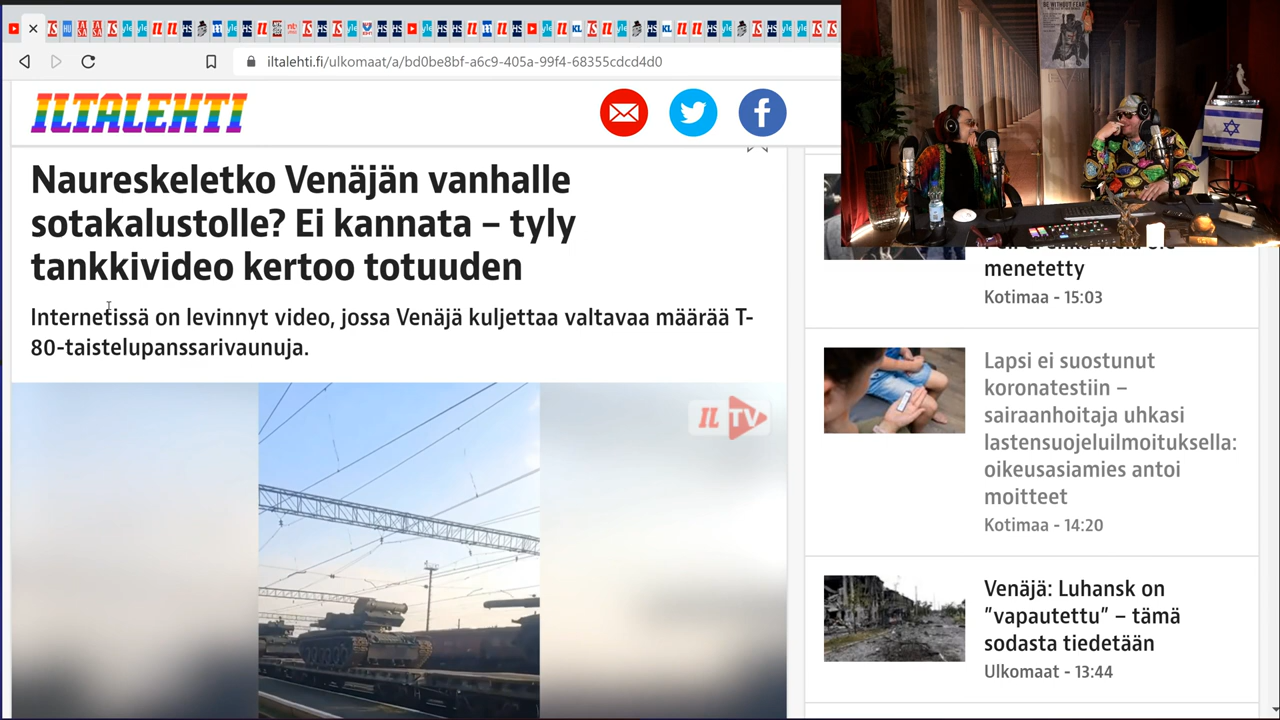 iltalehti.fi/ulkomaat/a/bd0be8bf-a6c9-405a-99f4-68355cdcd4d0
ILTALEHTI
Naureskeletko Venäjän vanhalle
sotakalustolle? Ei kannata – tyly
tankkivideo kertoo totuuden
Internetissä on levinnyt video, jossa Venäjä kuljettaa valtavaa määrää T-
80-taistelupanssarivaunuja.
IL TV
menetetty
Kotimaa - 15:03
Lapsi ei suostunut
koronatestiin –
sairaanhoitaja uhkasi
lastensuojeluilmoituksella:
oikeusasiamies antoi
moitteet
Kotimaa - 14:20
Venäjä: Luhansk on
”vapautettu” – tämä
sodasta tiedetään
Ulkomaat - 13:44
BE WITHOUT FEAR